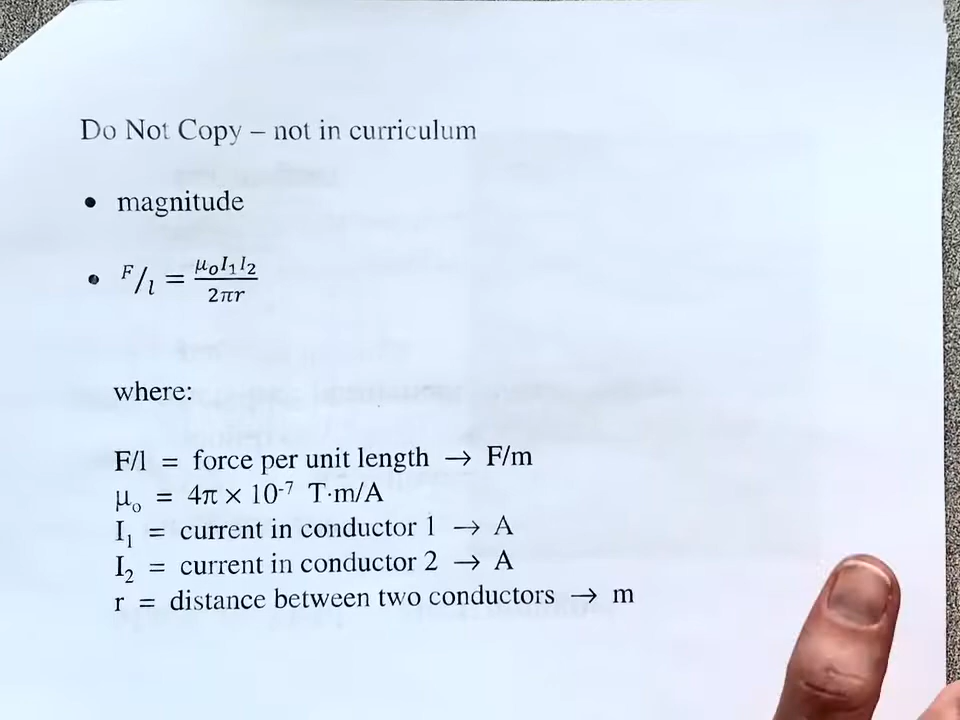 Do Not Copy – not in curriculum
• magnitude
• F/l = μoI1I2 / 2πr
where:
F/l = force per unit length → F/m
μo = 4π × 10⁻⁷ T·m/A
I1 = current in conductor 1 → A
I2 = current in conductor 2 → A
r = distance between two conductors → m